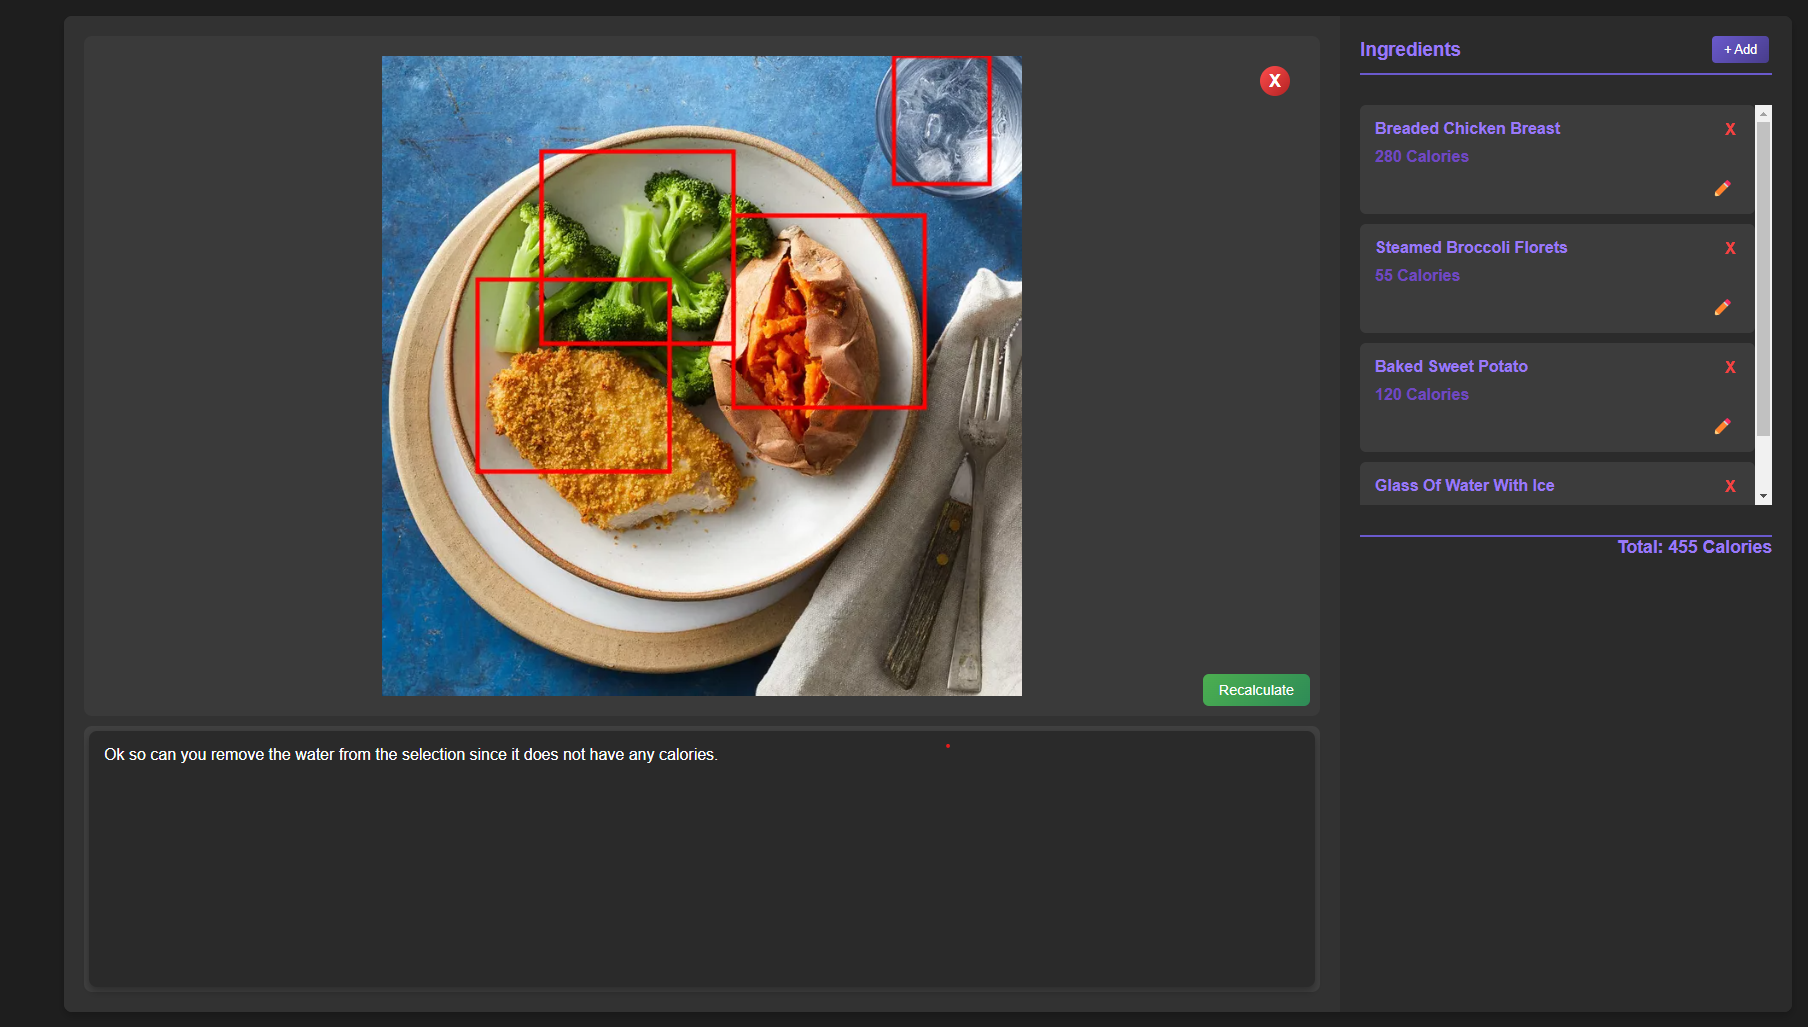 Ingredients
+ Add
Breaded Chicken Breast
X
280 Calories
Steamed Broccoli Florets
X
55 Calories
Baked Sweet Potato
X
120 Calories
Glass Of Water With Ice
X
Total: 455 Calories
X
Recalculate
Ok so can you remove the water from the selection since it does not have any calories.